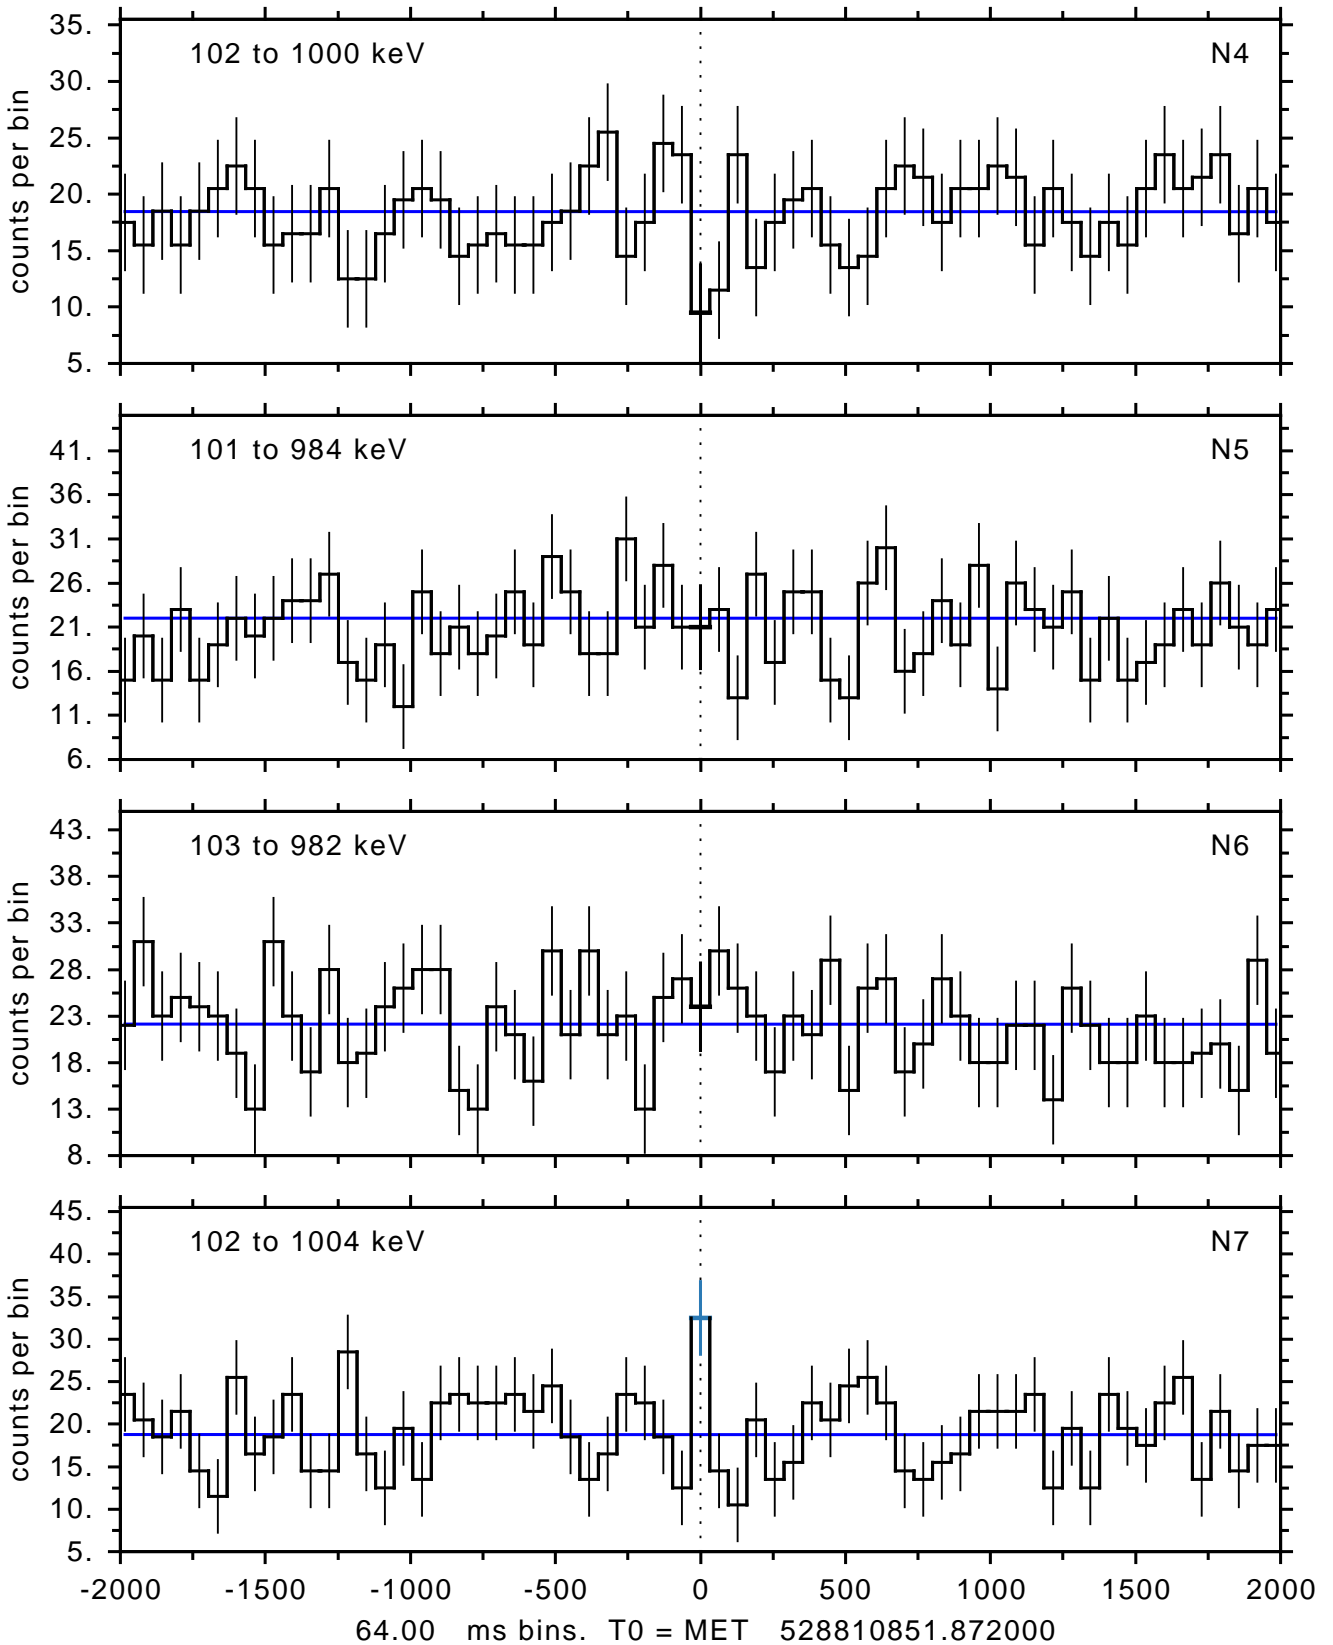 35.
102 to 1000 keV
N4
30.
25.
20.
15.
10.
5.
counts per bin
101 to 984 keV
N5
41.
36.
31.
26.
21.
16.
11.
6.
counts per bin
43.
103 to 982 keV
N6
38.
33.
28.
23.
18.
13.
8.
counts per bin
45.
102 to 1004 keV
N7
40.
35.
30.
25.
20.
15.
10.
5.
counts per bin
-2000 -1500 -1000 -500 0 500 1000 1500 2000
64.00 ms bins. T0 = MET 528810851.872000